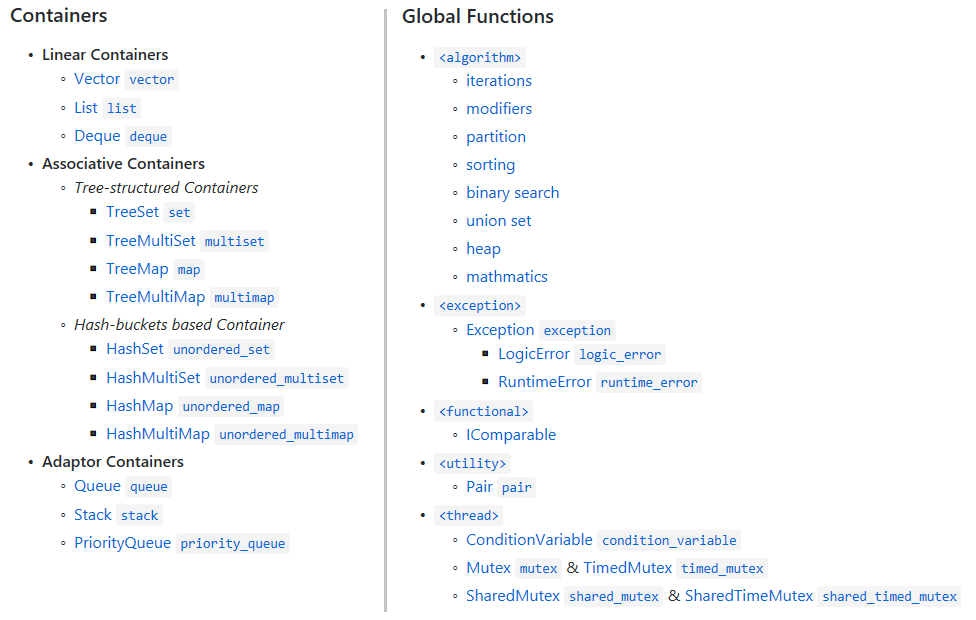 Containers
Linear Containers
Vector vector
List list
Deque deque
Associative Containers
Tree-structured Containers
TreeSet set
TreeMultiSet multiset
TreeMap map
TreeMultiMap multimap
Hash-buckets based Container
HashSet unordered_set
HashMultiSet unordered_multiset
HashMap unordered_map
HashMultiMap unordered_multimap
Adaptor Containers
Queue queue
Stack stack
PriorityQueue priority_queue
Global Functions
<algorithm>
iterations
modifiers
partition
sorting
binary search
union set
heap
mathmatics
<exception>
Exception exception
LogicError logic_error
RuntimeError runtime_error
<functional>
IComparable
<utility>
Pair pair
<thread>
ConditionVariable condition_variable
Mutex mutex & TimedMutex timed_mutex
SharedMutex shared_mutex & SharedTimeMutex shared_timed_mutex